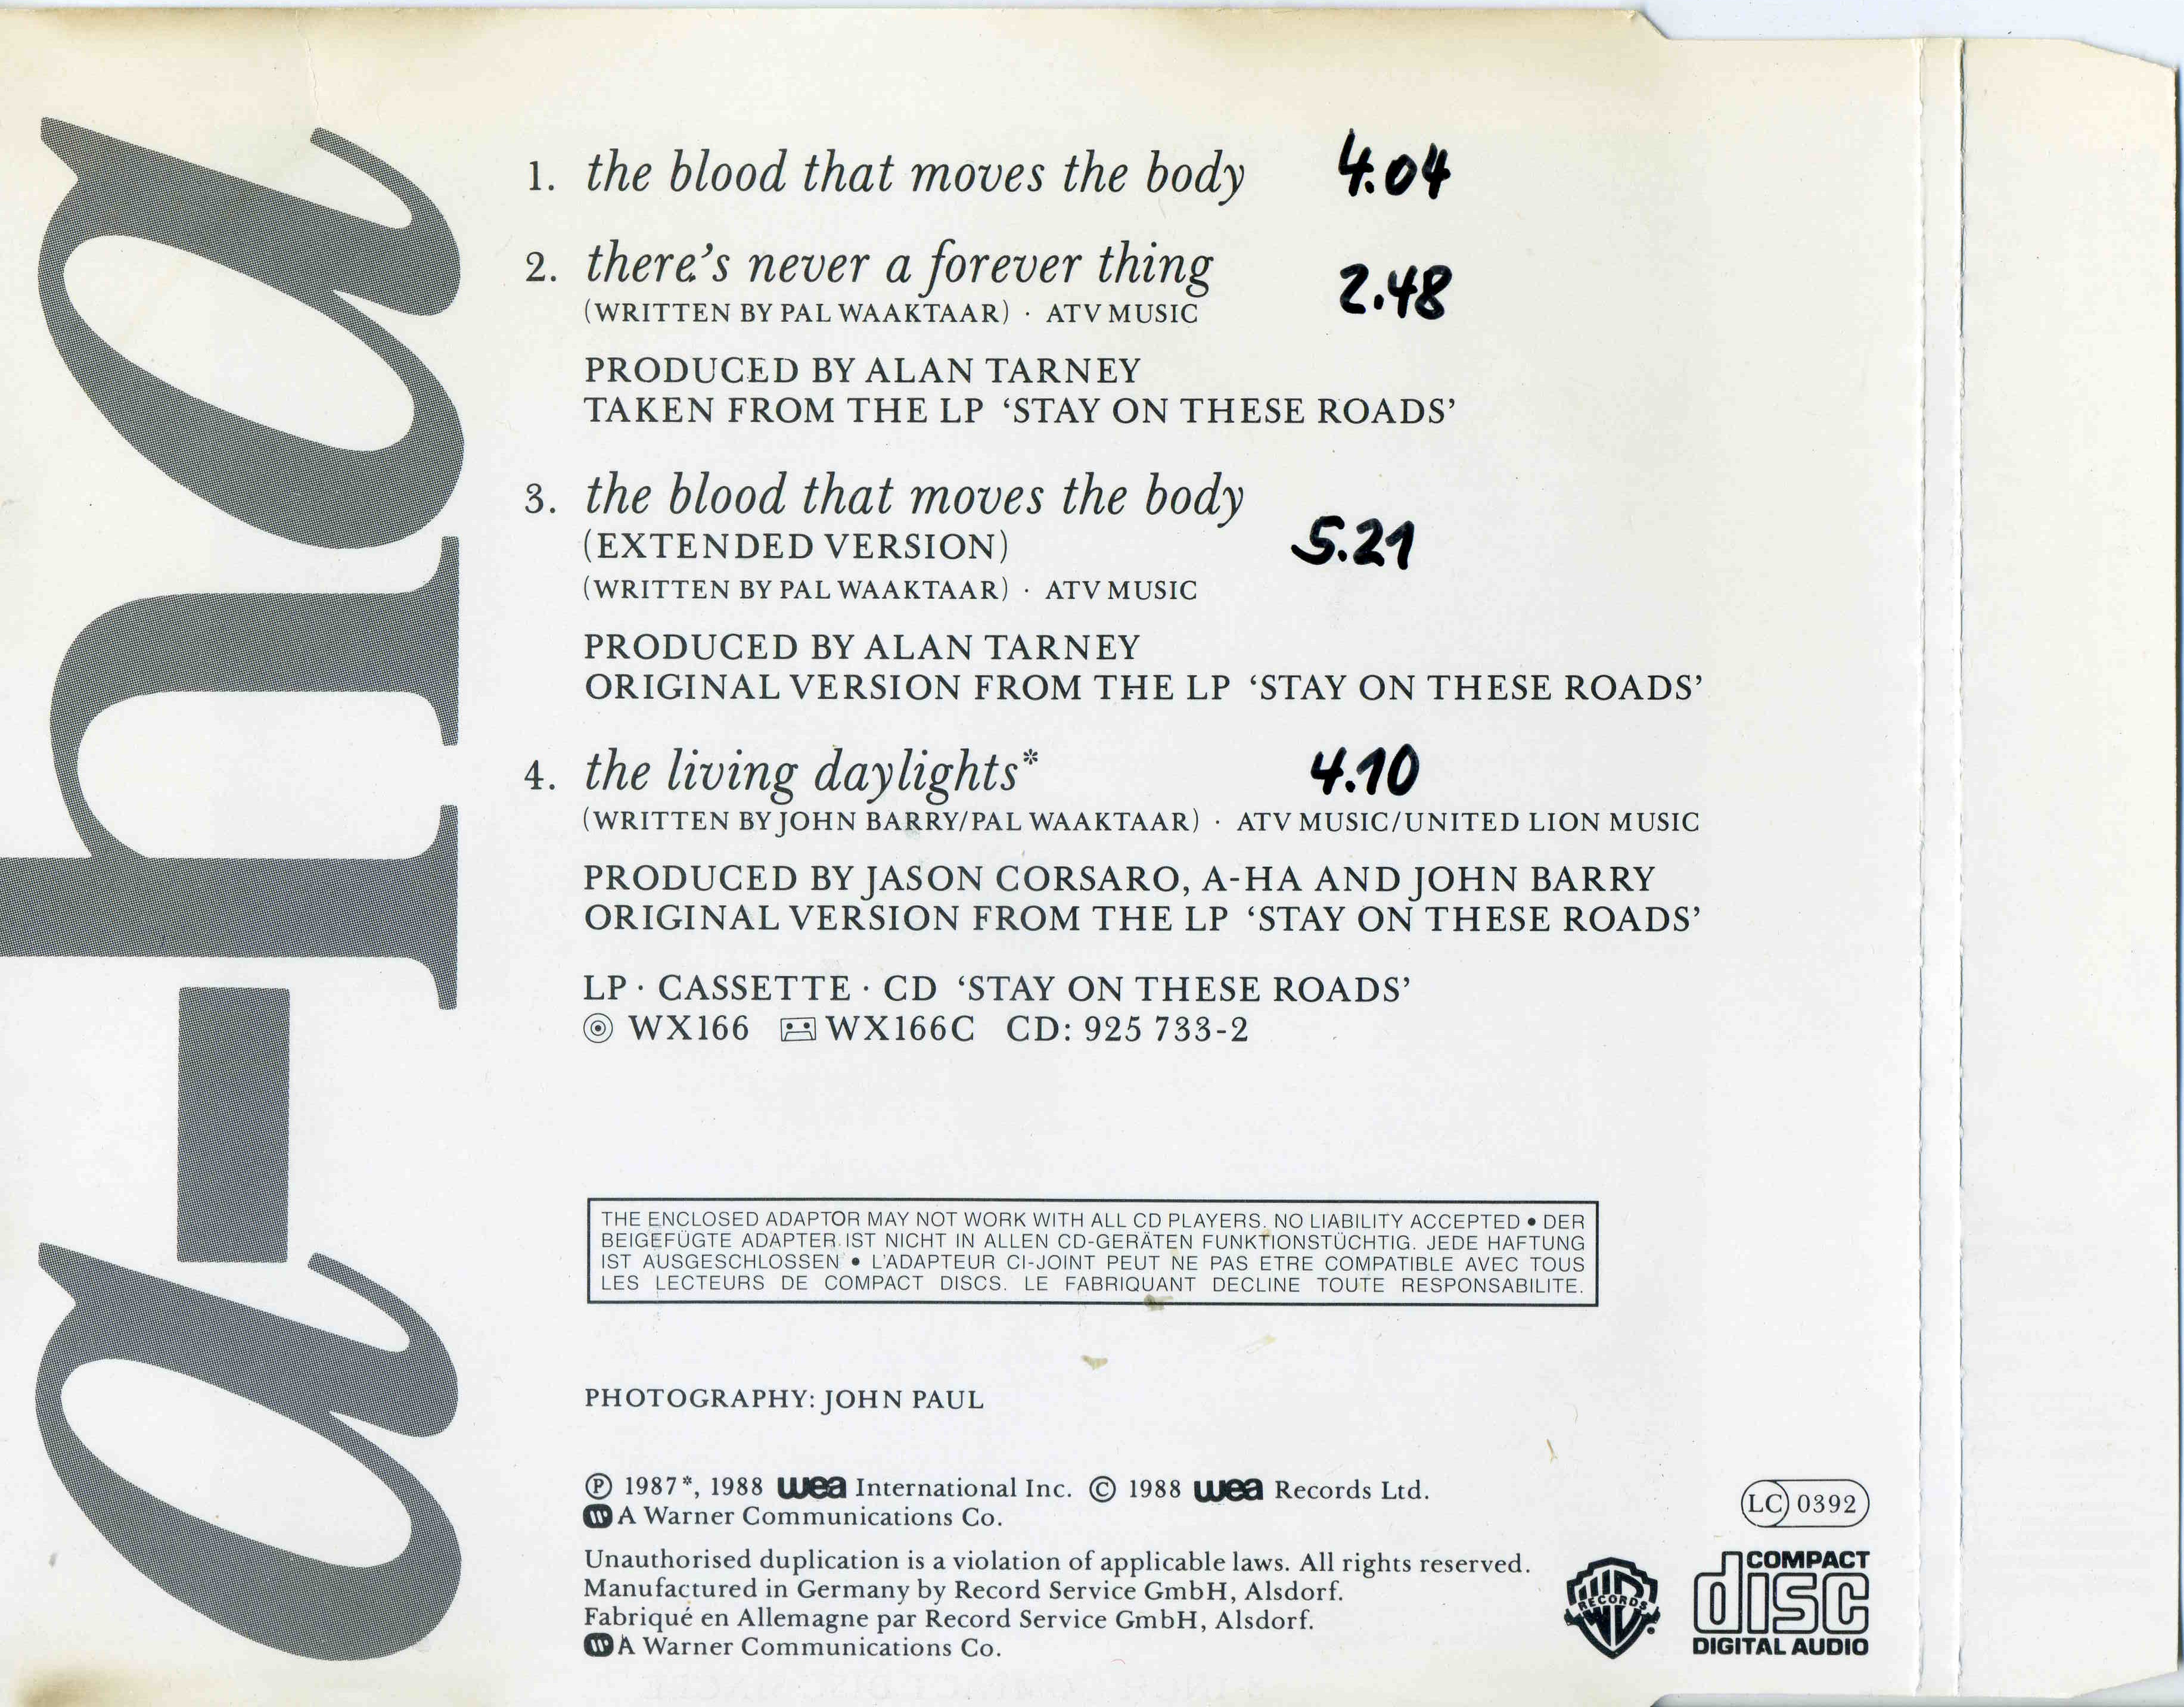 a-ha
1. the blood that moves the body 4.04
2. there's never a forever thing 2.48
(WRITTEN BY PAL WAAKTAAR) · ATV MUSIC
PRODUCED BY ALAN TARNEY
TAKEN FROM THE LP ‘STAY ON THESE ROADS’
3. the blood that moves the body
(EXTENDED VERSION) 5.21
(WRITTEN BY PAL WAAKTAAR) · ATV MUSIC
PRODUCED BY ALAN TARNEY
ORIGINAL VERSION FROM THE LP ‘STAY ON THESE ROADS’
4. the living daylights* 4.10
(WRITTEN BY JOHN BARRY/PAL WAAKTAAR) · ATV MUSIC/UNITED LION MUSIC
PRODUCED BY JASON CORSARO, A-HA AND JOHN BARRY
ORIGINAL VERSION FROM THE LP ‘STAY ON THESE ROADS’
LP · CASSETTE · CD ‘STAY ON THESE ROADS’
WX166 WX166C CD: 925 733-2
THE ENCLOSED ADAPTOR MAY NOT WORK WITH ALL CD PLAYERS. NO LIABILITY ACCEPTED • DER
BEIGEFÜGTE ADAPTER IST NICHT IN ALLEN CD-GERÄTEN FUNKTIONSTÜCHTIG. JEDE HAFTUNG
IST AUSGESCHLOSSEN • L'ADAPTEUR CI-JOINT PEUT NE PAS ETRE COMPATIBLE AVEC TOUS
LES LECTEURS DE COMPACT DISCS. LE FABRIQUANT DECLINE TOUTE RESPONSABILITE.
PHOTOGRAPHY: JOHN PAUL
℗ 1987*, 1988 wea International Inc. © 1988 wea Records Ltd.
A Warner Communications Co.
Unauthorised duplication is a violation of applicable laws. All rights reserved.
Manufactured in Germany by Record Service GmbH, Alsdorf.
Fabriqué en Allemagne par Record Service GmbH, Alsdorf.
A Warner Communications Co.
WB RECORDS
LC 0392
COMPACT
disc
DIGITAL AUDIO